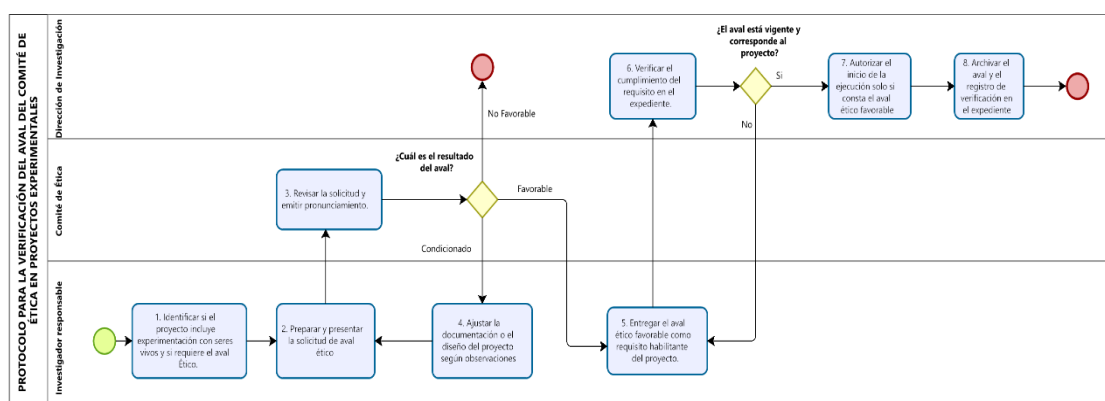 PROTOCOLO PARA LA VERIFICACIÓN DEL AVAL DEL COMITÉ DE
ÉTICA EN PROYECTOS EXPERIMENTALES
Dirección de Investigación
¿El aval está vigente y
corresponde al
proyecto?
6. Verificar el
cumplimiento del
requisito en el
expediente.
Si
7. Autorizar el
inicio de la
ejecución solo si
consta el aval
ético favorable
8. Archivar el
aval y el
registro de
verificación en
el expediente
No Favorable
No
Comité de Ética
¿Cuál es el resultado
del aval?
3. Revisar la solicitud y
emitir pronunciamiento.
Favorable
Condicionado
Investigador responsable
1. Identificar si el
proyecto incluye
experimentación con seres
vivos y si requiere el aval
Ético.
2. Preparar y presentar
la solicitud de aval
ético
4. Ajustar la
documentación o el
diseño del proyecto
según observaciones
5. Entregar el aval
ético favorable como
requisito habilitante
del proyecto.